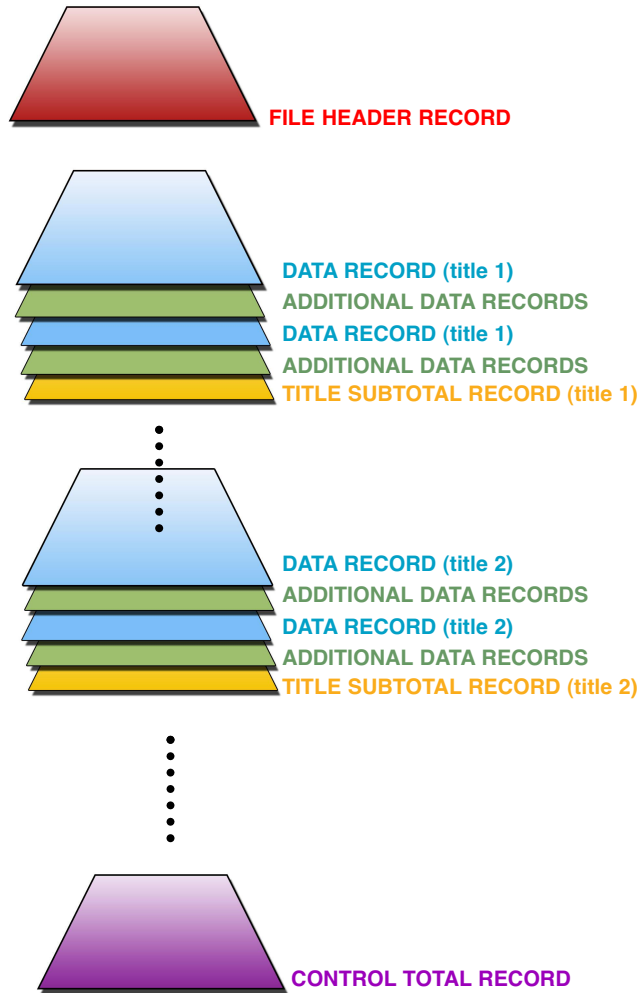 FILE HEADER RECORD
DATA RECORD (title 1)
ADDITIONAL DATA RECORDS
DATA RECORD (title 1)
ADDITIONAL DATA RECORDS
TITLE SUBTOTAL RECORD (title 1)
DATA RECORD (title 2)
ADDITIONAL DATA RECORDS
DATA RECORD (title 2)
ADDITIONAL DATA RECORDS
TITLE SUBTOTAL RECORD (title 2)
CONTROL TOTAL RECORD